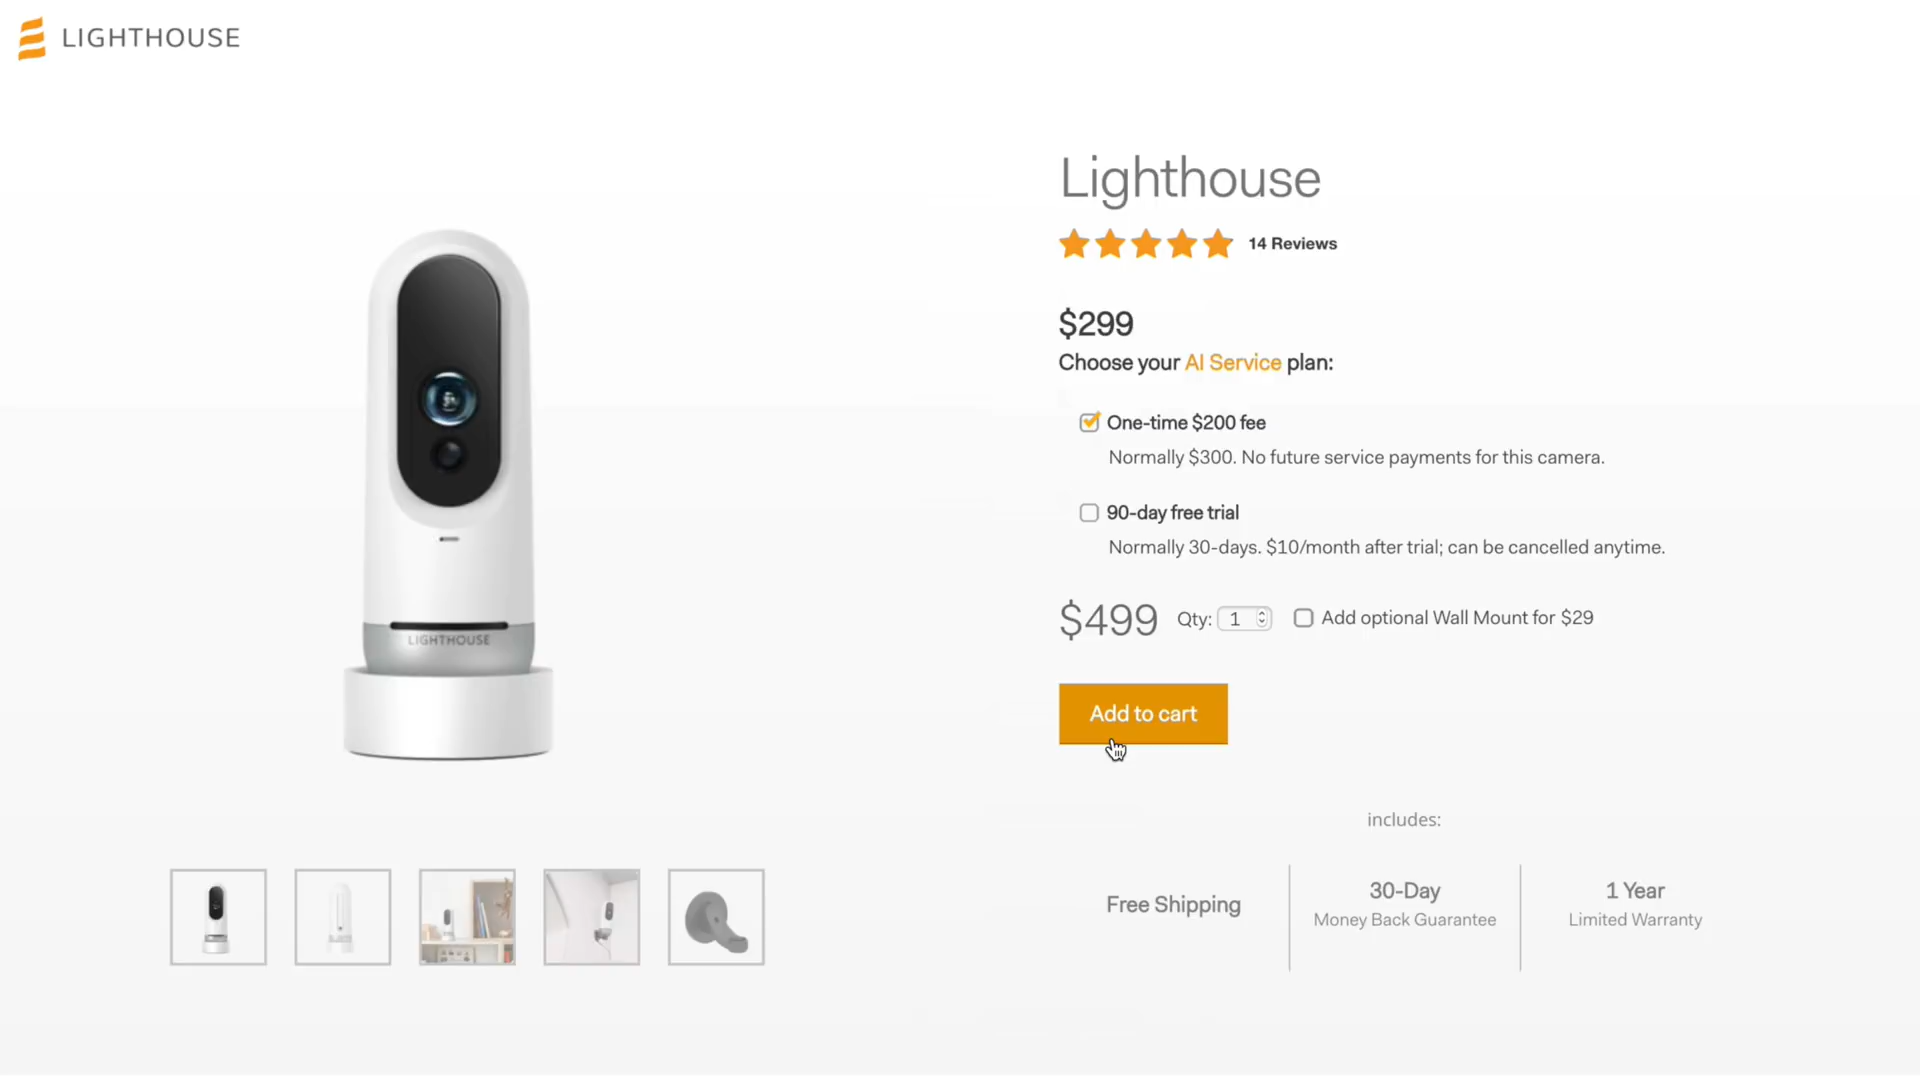 LIGHTHOUSE
Lighthouse
14 Reviews
$299
Choose your AI Service plan:
One-time $200 fee
Normally $300. No future service payments for this camera.
90-day free trial
Normally 30-days. $10/month after trial; can be cancelled anytime.
$499 Qty: 1 Add optional Wall Mount for $29
LIGHTHOUSE
Add to cart
includes:
Free Shipping
30-Day
Money Back Guarantee
1 Year
Limited Warranty